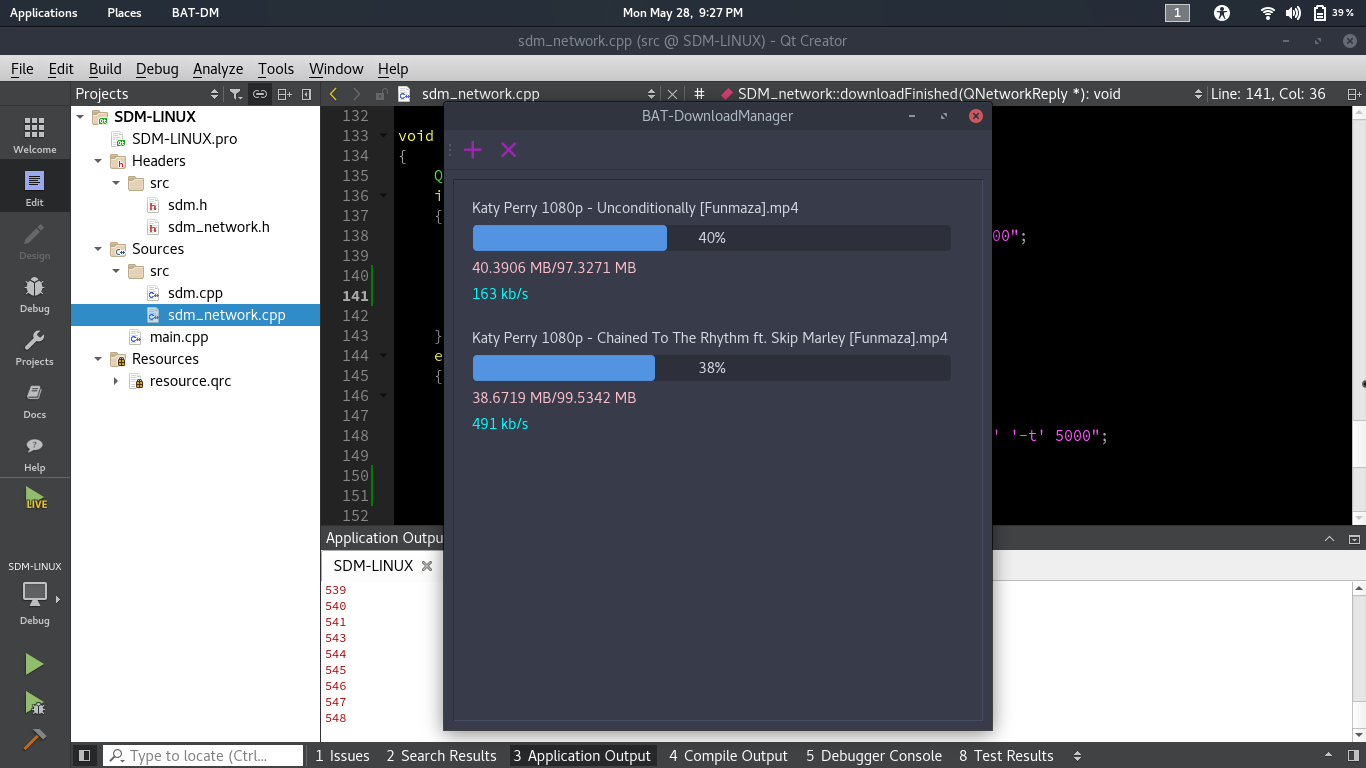 Applications Places BAT-DM Mon May 28, 9:27 PM 1 39 %
sdm_network.cpp (src @ SDM-LINUX) - Qt Creator
File Edit Build Debug Analyze Tools Window Help
Projects sdm_network.cpp # SDM_network::downloadFinished(QNetworkReply *): void Line: 141, Col: 36
Welcome
Edit
Design
Debug
Projects
Docs
Help
LIVE
SDM-LINUX
Debug
SDM-LINUX
SDM-LINUX.pro
Headers
src
sdm.h
sdm_network.h
Sources
src
sdm.cpp
sdm_network.cpp
main.cpp
Resources
resource.qrc
132
133 void
134 {
135 Q
136 i
137 {
138 00";
139
140
141
142
143 }
144 e
145 {
146
147
148 ' '-t' 5000";
149
150
151
152
BAT-DownloadManager
Katy Perry 1080p - Unconditionally [Funmaza].mp4
40%
40.3906 MB/97.3271 MB
163 kb/s
Katy Perry 1080p - Chained To The Rhythm ft. Skip Marley [Funmaza].mp4
38%
38.6719 MB/99.5342 MB
491 kb/s
Application Outpu
SDM-LINUX
539
540
541
543
544
545
546
547
548
Type to locate (Ctrl... 1 Issues 2 Search Results 3 Application Output 4 Compile Output 5 Debugger Console 8 Test Results